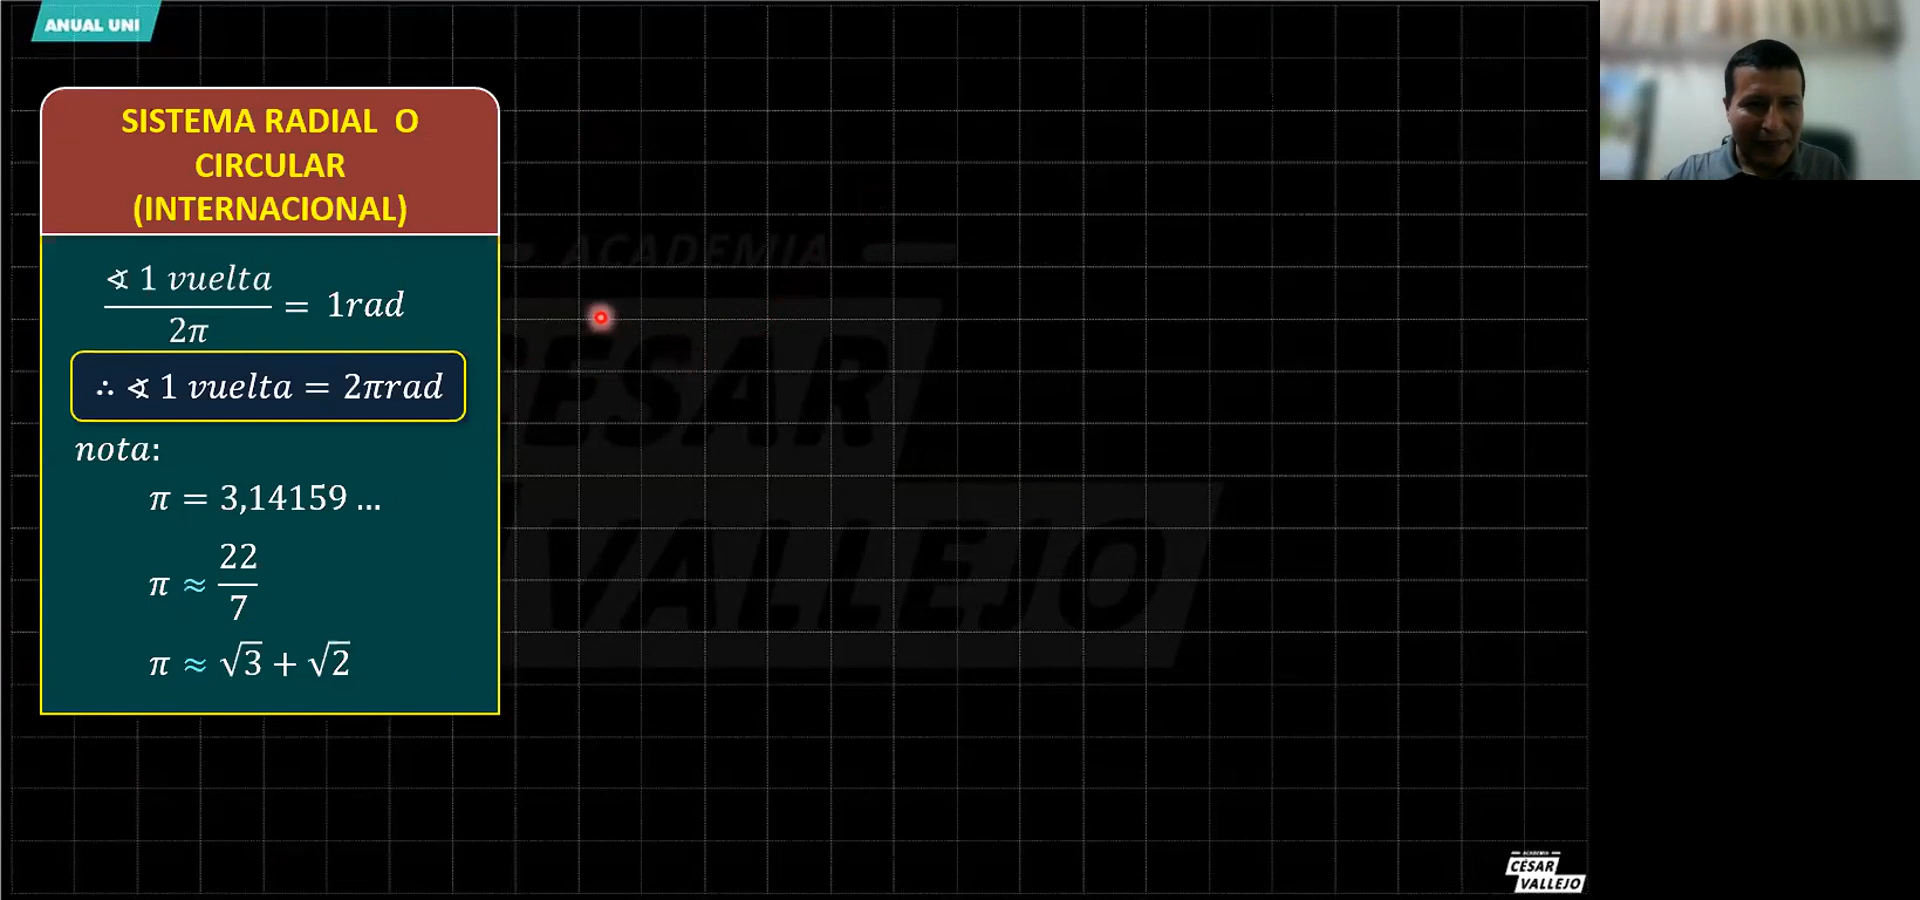 ANUAL UNI
SISTEMA RADIAL O
CIRCULAR
(INTERNACIONAL)
∢ 1 vuelta
2π
= 1rad
∴ ∢ 1 vuelta = 2πrad
nota:
π = 3,14159 ...
π ≈ 22/7
π ≈ √3 + √2
ACADEMIA
CÉSAR
VALLEJO
ACADEMIA
CÉSAR
VALLEJO